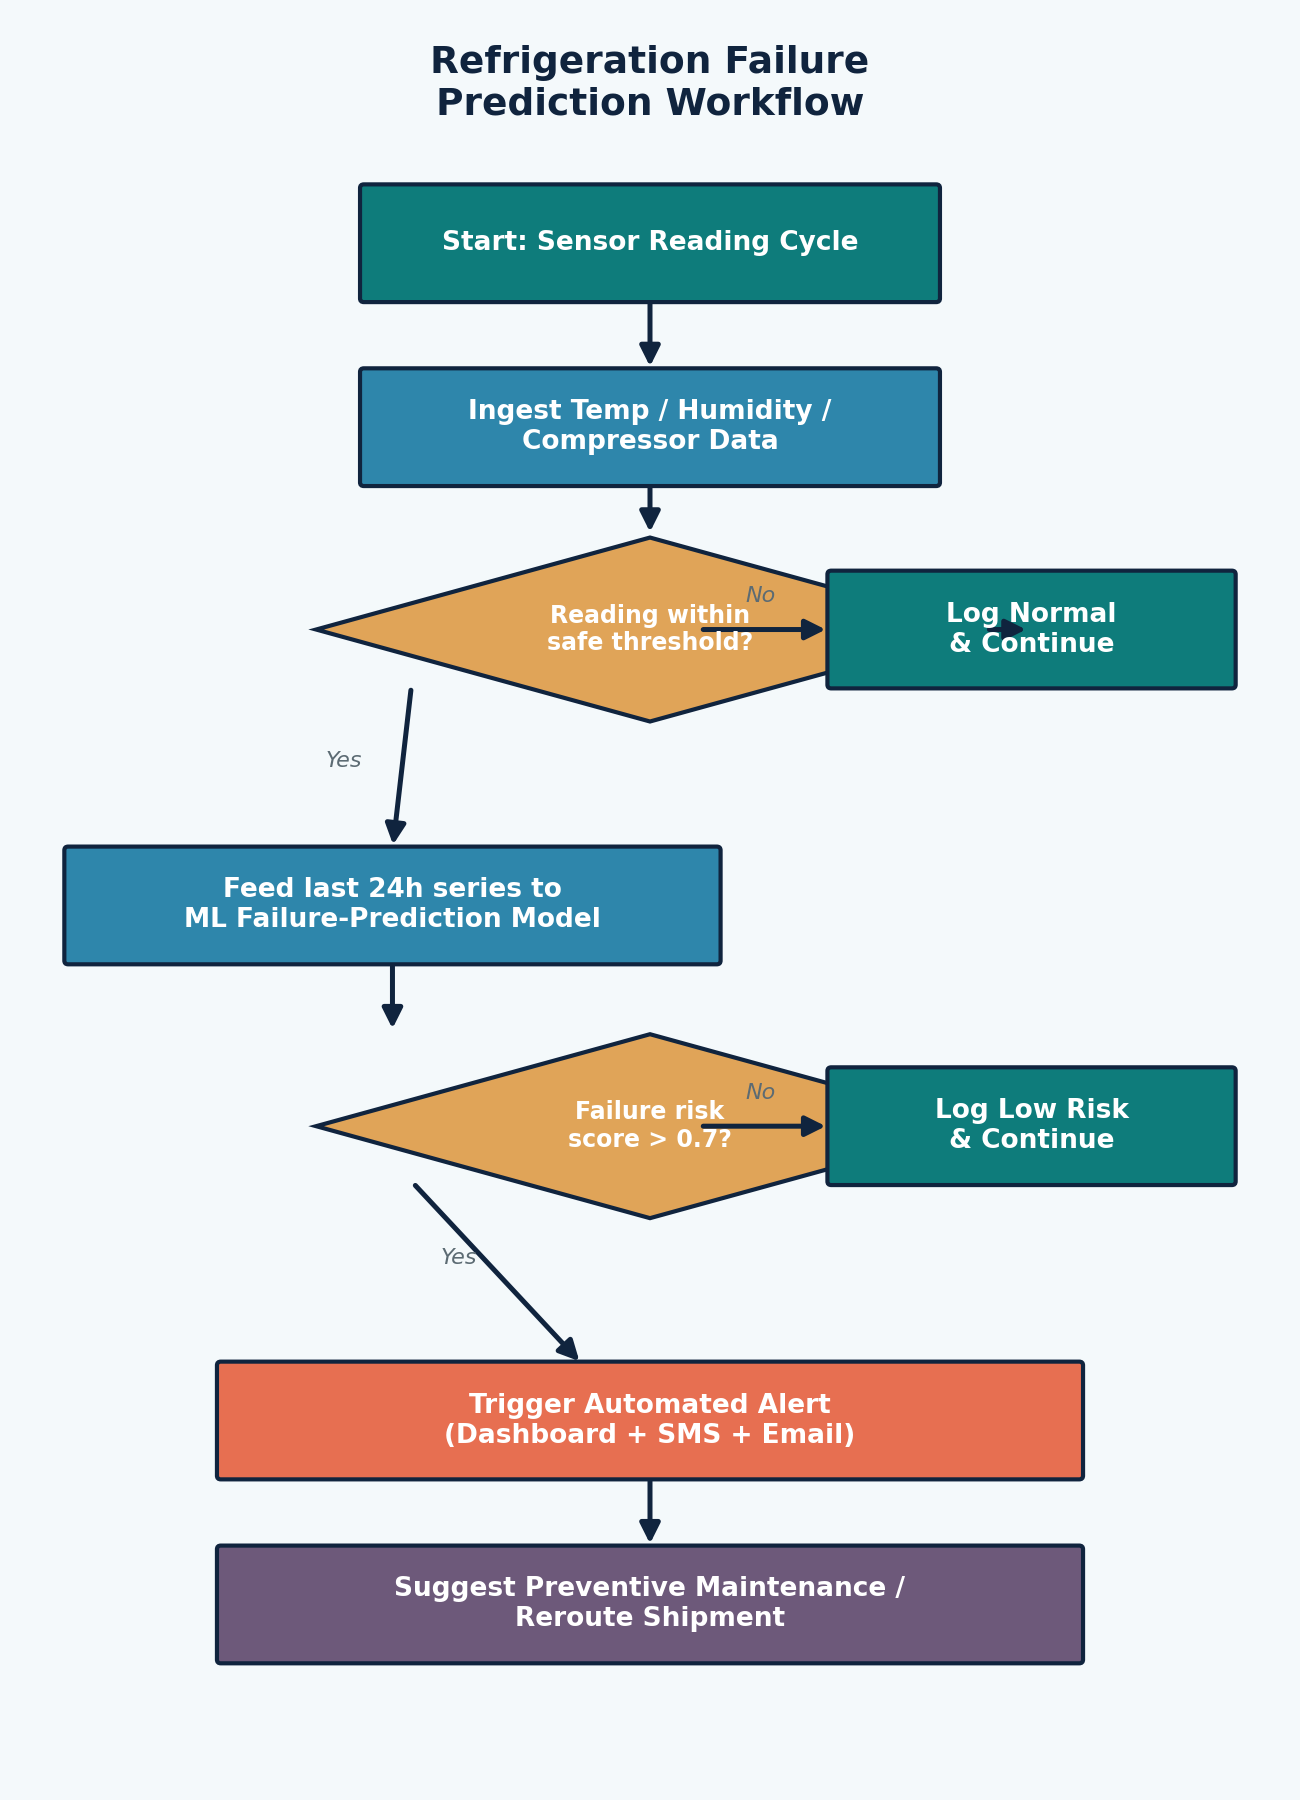 Refrigeration Failure
Prediction Workflow
Start: Sensor Reading Cycle
Ingest Temp / Humidity /
Compressor Data
Reading within
safe threshold?
No
Log Normal
& Continue
Yes
Feed last 24h series to
ML Failure-Prediction Model
Failure risk
score > 0.7?
No
Log Low Risk
& Continue
Yes
Trigger Automated Alert
(Dashboard + SMS + Email)
Suggest Preventive Maintenance /
Reroute Shipment